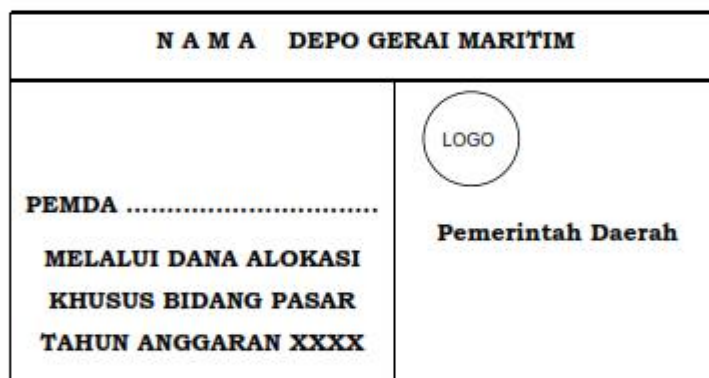 N A M A DEPO GERAI MARITIM
PEMDA ...............................
MELALUI DANA ALOKASI
KHUSUS BIDANG PASAR
TAHUN ANGGARAN XXXX
LOGO
Pemerintah Daerah